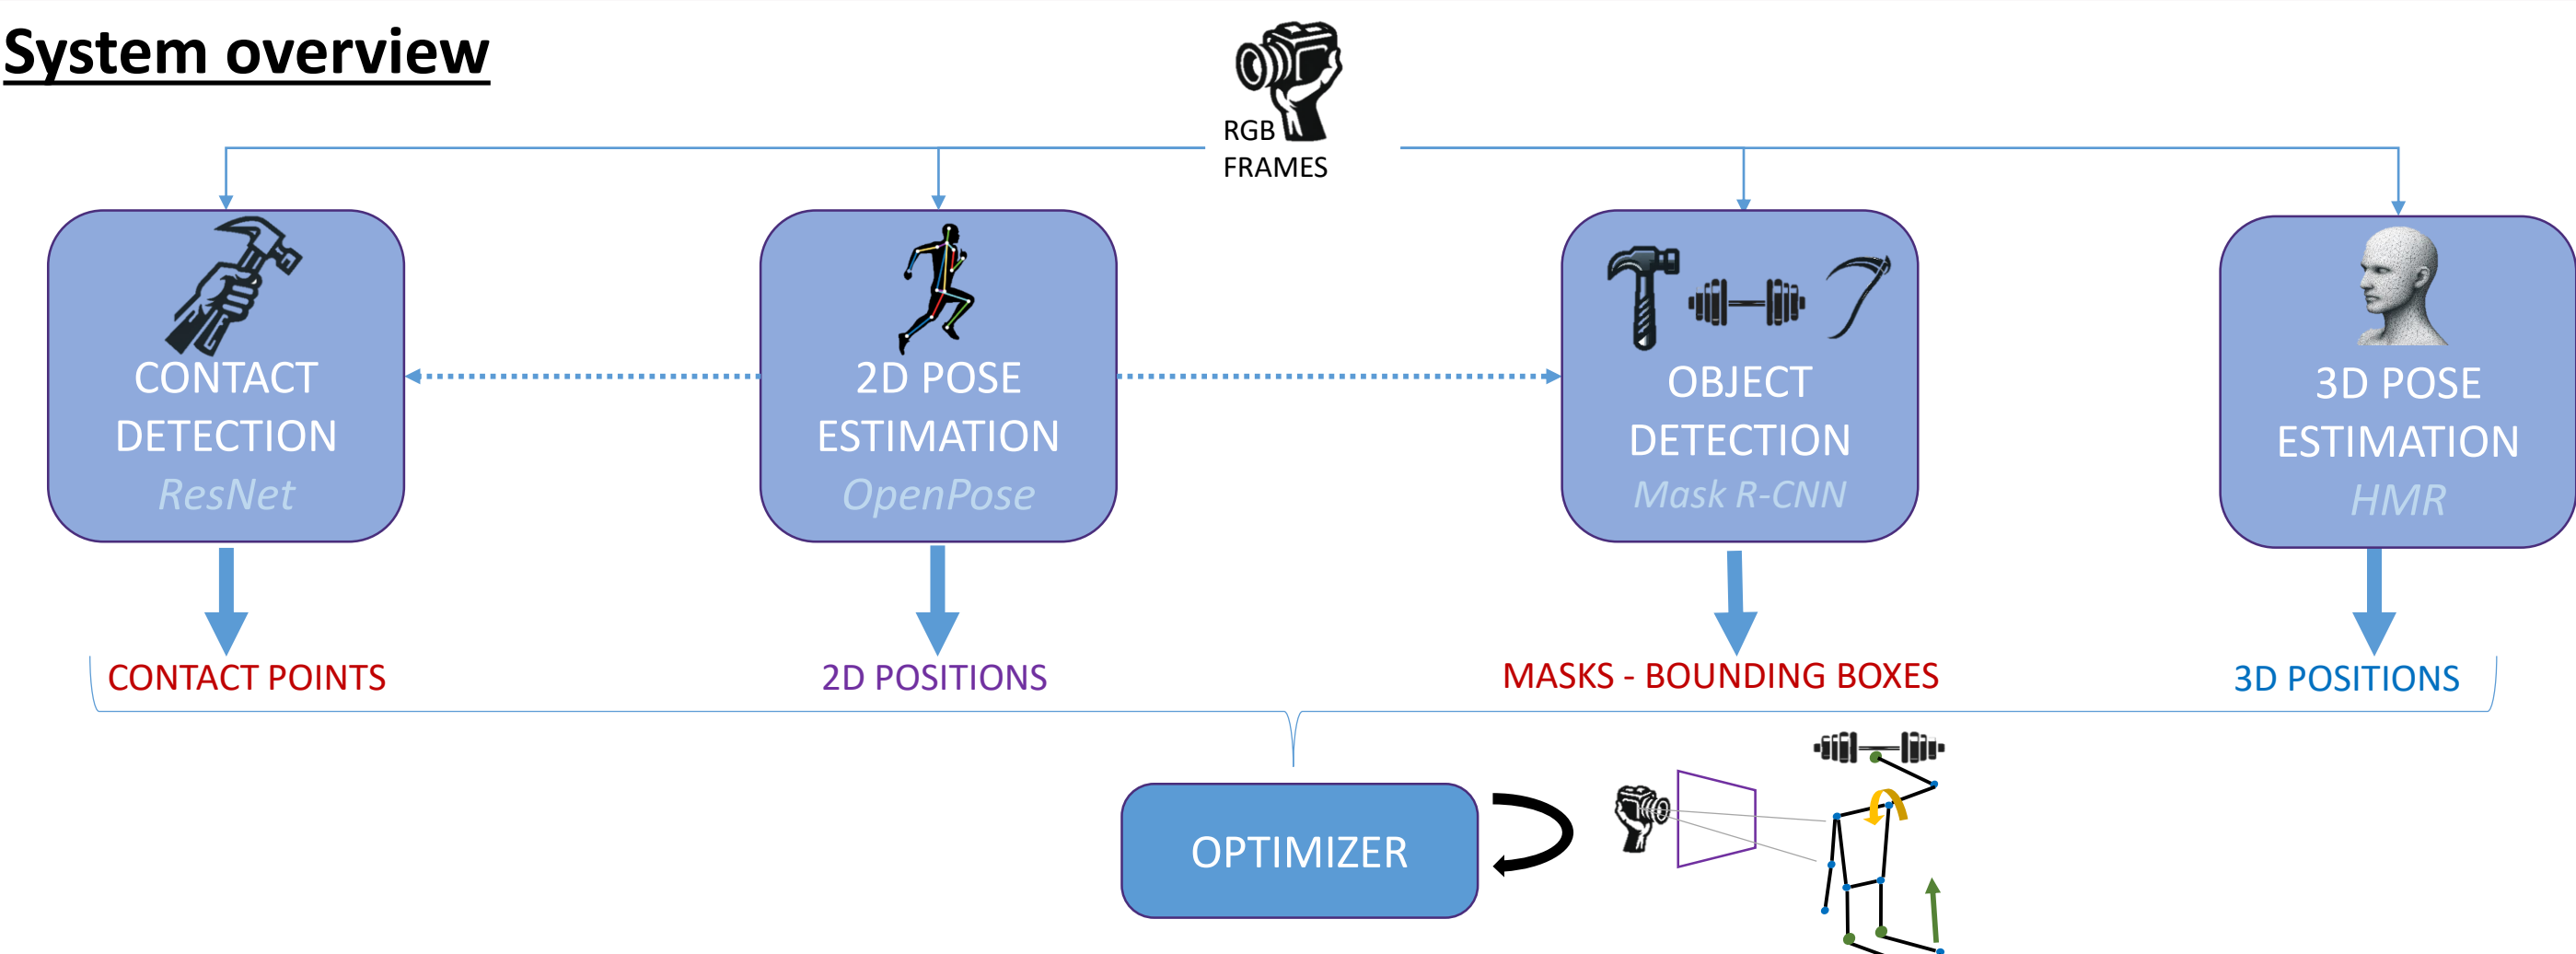 System overview
RGB
FRAMES
CONTACT
DETECTION
ResNet
2D POSE
ESTIMATION
OpenPose
OBJECT
DETECTION
Mask R-CNN
3D POSE
ESTIMATION
HMR
CONTACT POINTS
2D POSITIONS
MASKS - BOUNDING BOXES
3D POSITIONS
OPTIMIZER